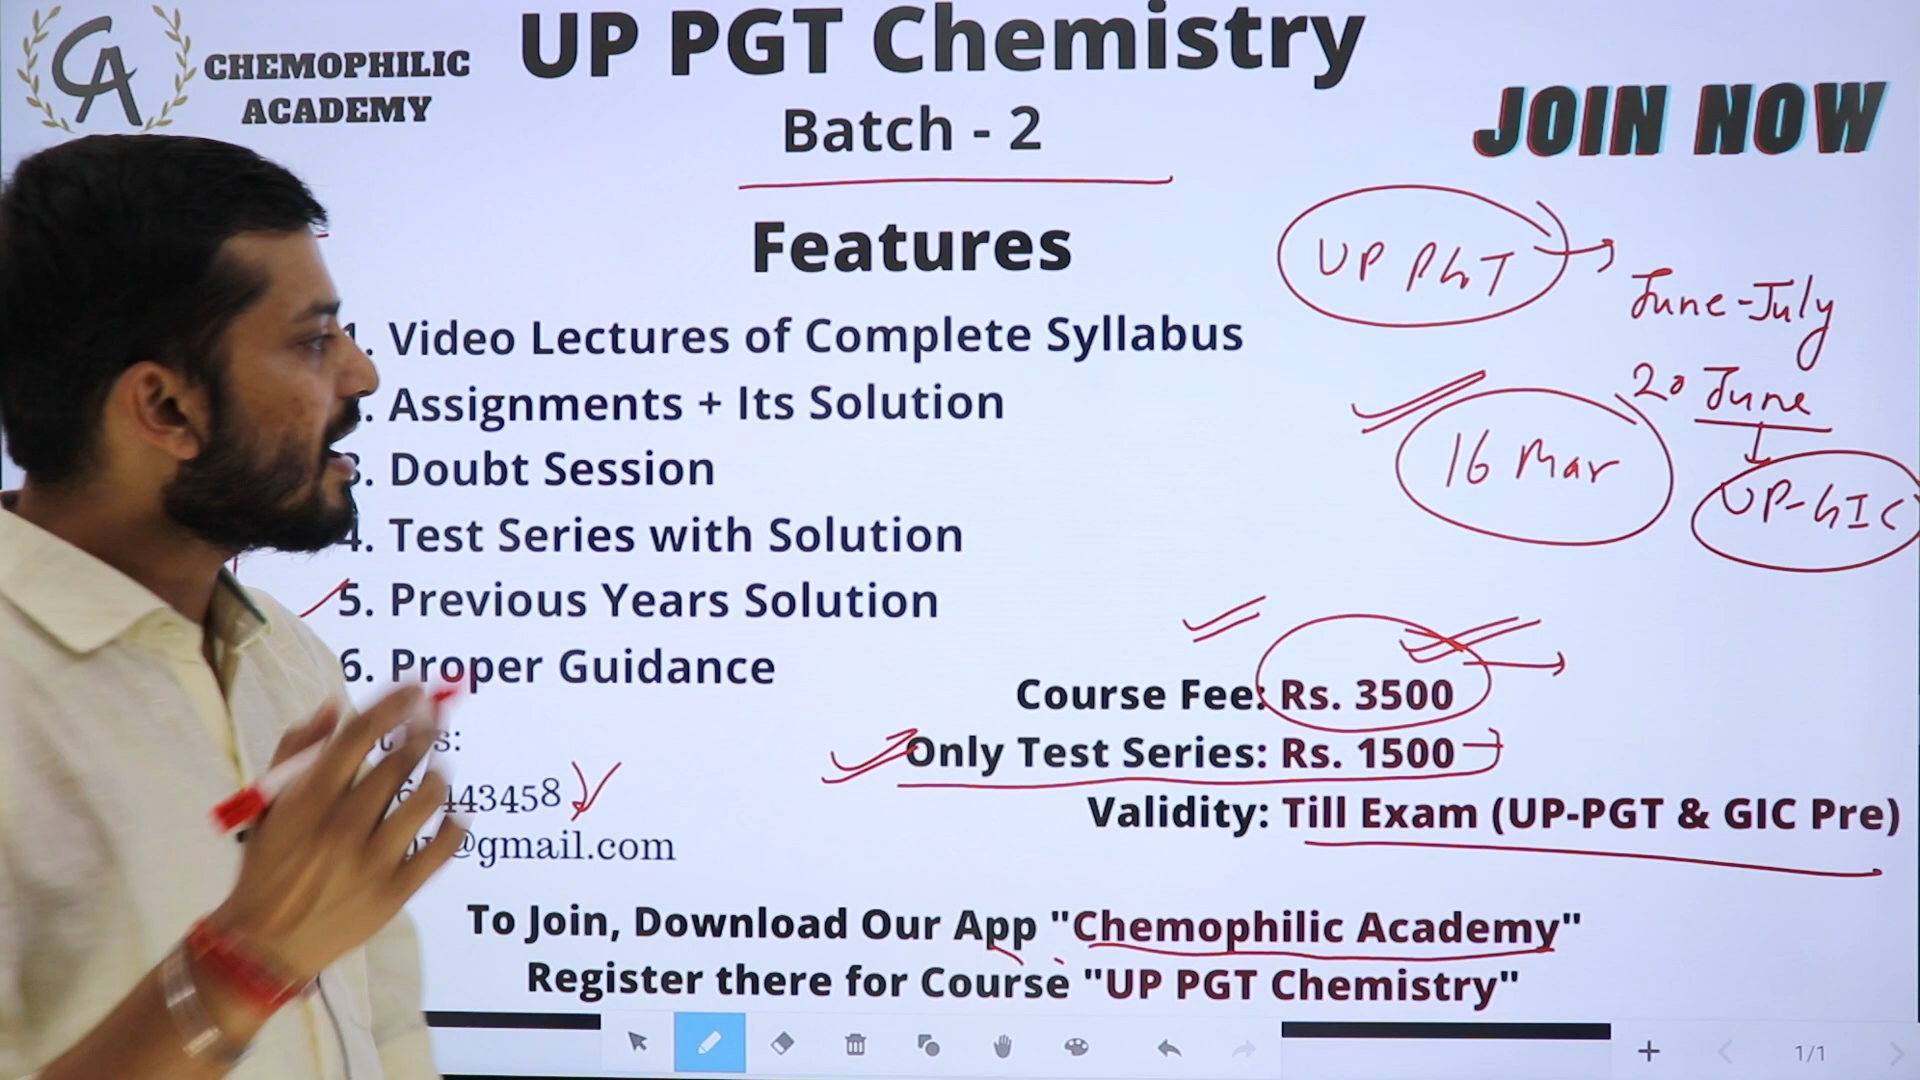 CA
CHEMOPHILIC
ACADEMY
UP PGT Chemistry
Batch - 2
JOIN NOW
Features
UP PGT
June-July
20 June
16 Mar
UP-GIC
1. Video Lectures of Complete Syllabus
. Assignments + Its Solution
3. Doubt Session
4. Test Series with Solution
5. Previous Years Solution
6. Proper Guidance
Course Fee: Rs. 3500
Only Test Series: Rs. 1500
Validity: Till Exam (UP-PGT & GIC Pre)
443458
@gmail.com
To Join, Download Our App "Chemophilic Academy"
Register there for Course "UP PGT Chemistry"
1/1